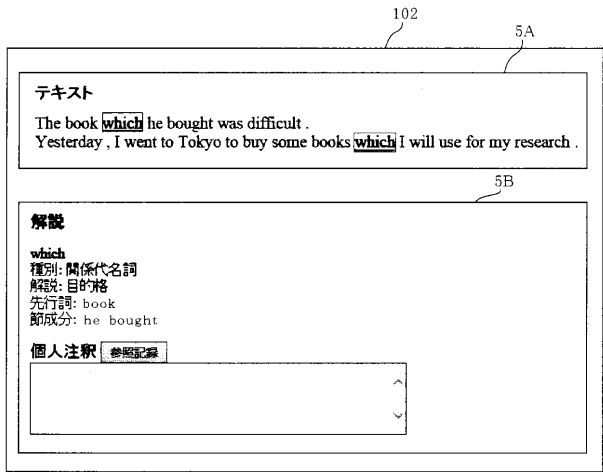 102
5A
テキスト
The book which he bought was difficult .
Yesterday , I went to Tokyo to buy some books which I will use for my research .
5B
解説
which
種別: 関係代名詞
解説: 目的格
先行詞: book
節成分: he bought
個人注釈 参照記録